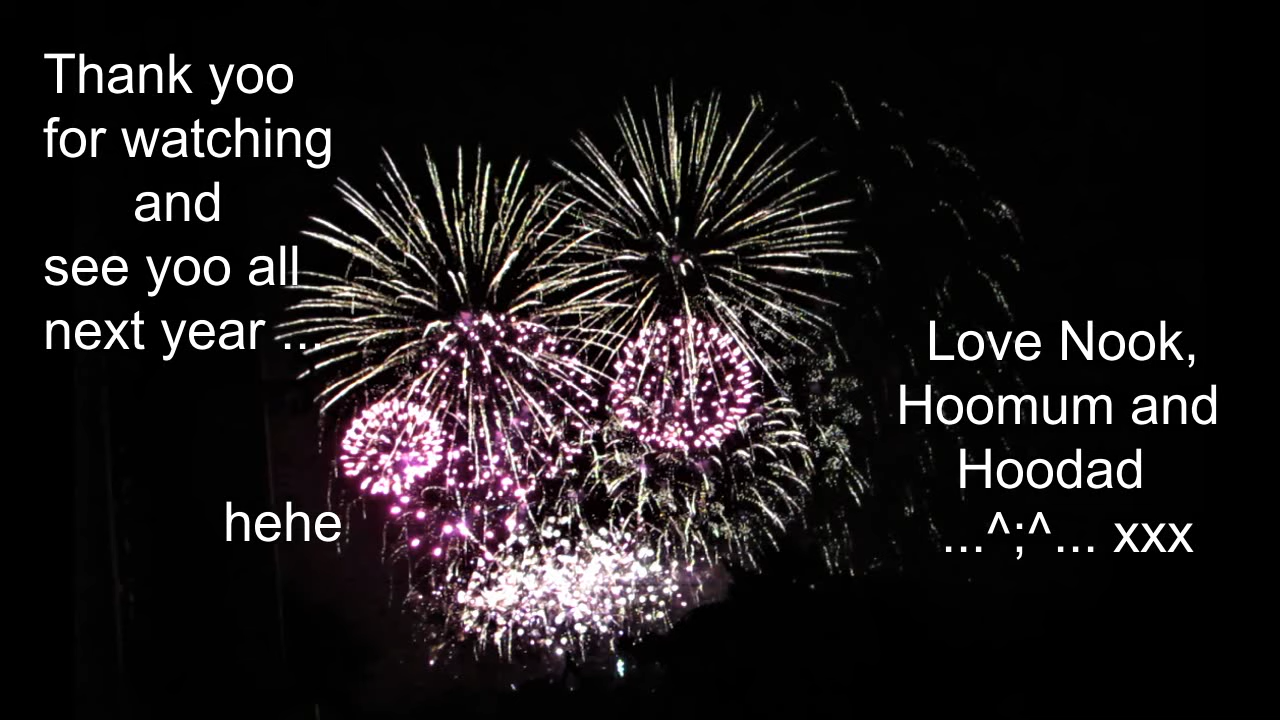 Thank yoo
for watching
and
see yoo all
next year ...
hehe
Love Nook,
Hoomum and
Hoodad
...^;^... xxx